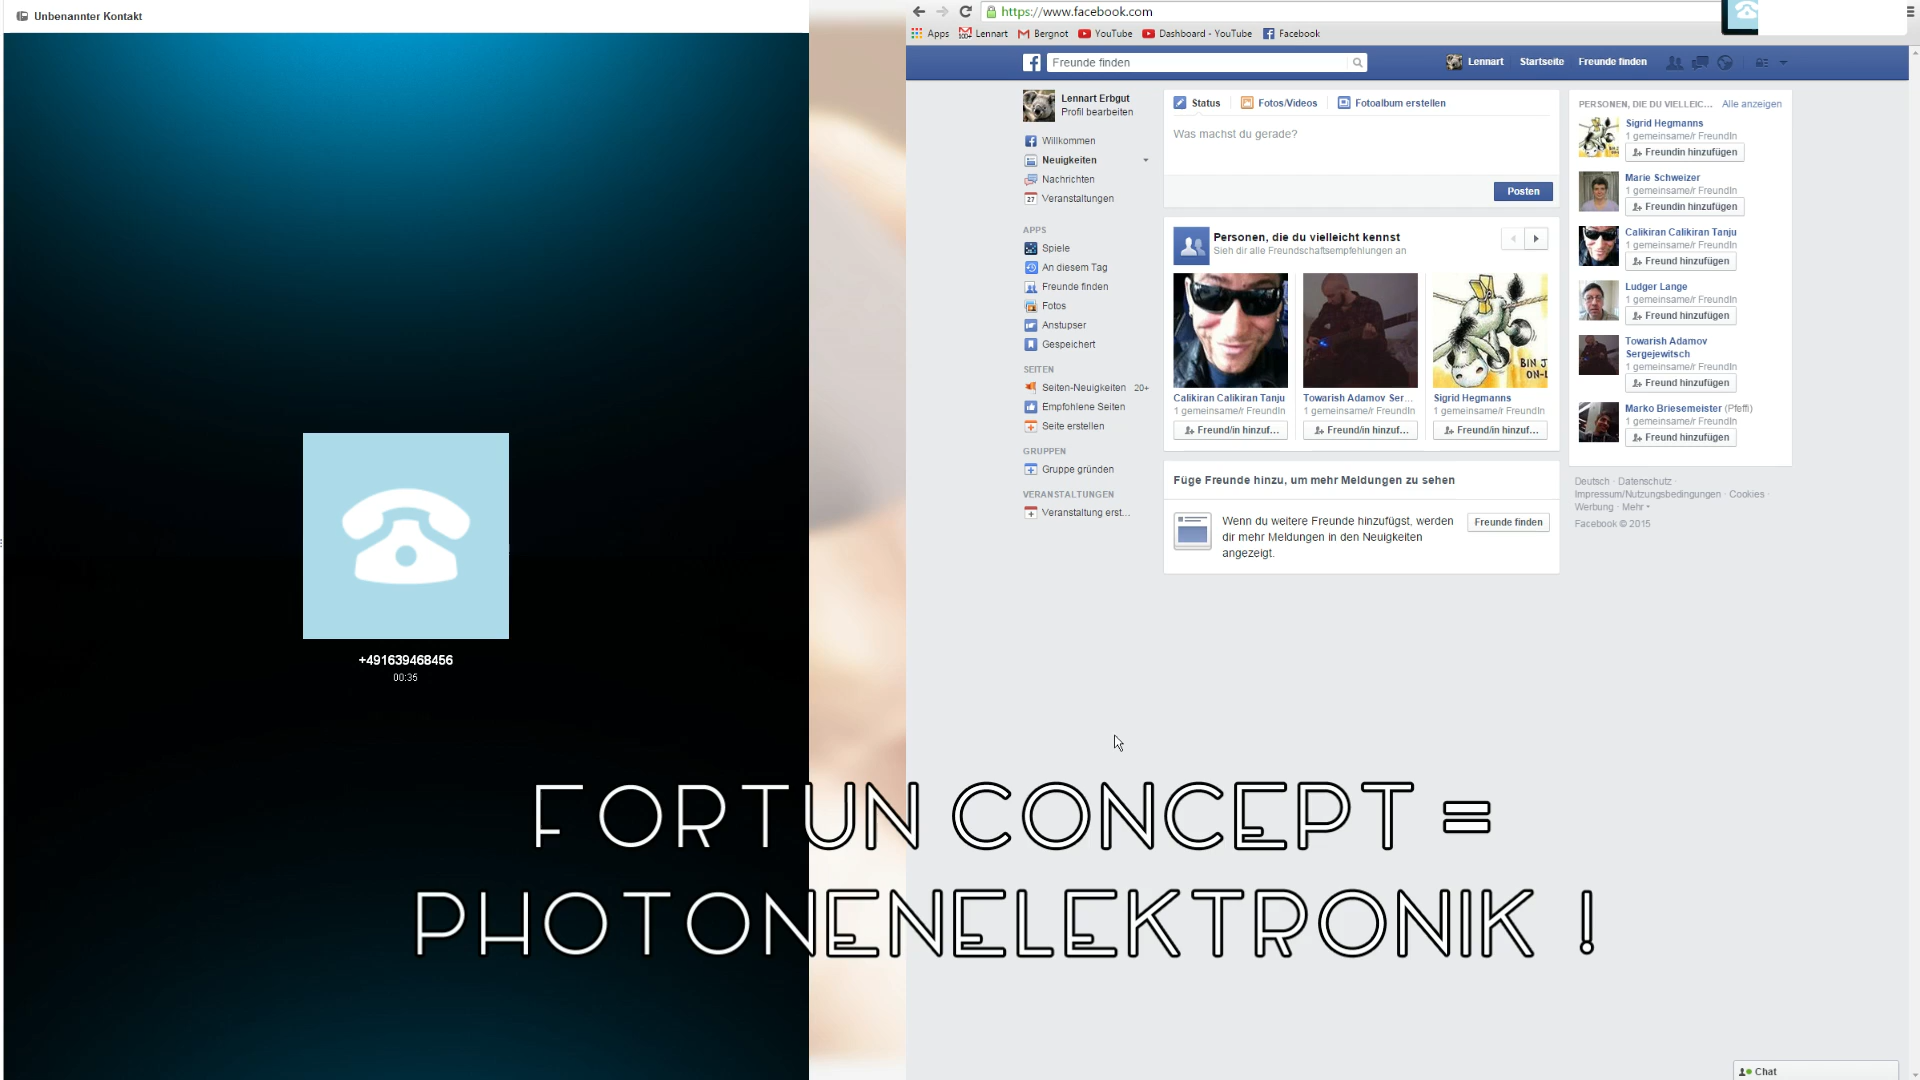 Unbenannter Kontakt
+491639468456
00:35
https://www.facebook.com
Apps Lennart Bergnot YouTube Dashboard - YouTube Facebook
Freunde finden
Lennart Startseite Freunde finden
Lennart Erbgut
Profil bearbeiten
Willkommen
Neuigkeiten
Nachrichten
27 Veranstaltungen
APPS
Spiele
An diesem Tag
Freunde finden
Fotos
Anstupser
Gespeichert
SEITEN
Seiten-Neuigkeiten 20+
Empfohlene Seiten
Seite erstellen
GRUPPEN
Gruppe gründen
VERANSTALTUNGEN
Veranstaltung erst...
Status Fotos/Videos Fotoalbum erstellen
Was machst du gerade?
Posten
Personen, die du vielleicht kennst
Sieh dir alle Freundschaftsempfehlungen an
BIN J
ON-L
Calikiran Calikiran Tanju Towarish Adamov Ser... Sigrid Hegmanns
1 gemeinsame/r FreundIn 1 gemeinsame/r FreundIn 1 gemeinsame/r FreundIn
Freund/in hinzuf... Freund/in hinzuf... Freund/in hinzuf...
Füge Freunde hinzu, um mehr Meldungen zu sehen
Wenn du weitere Freunde hinzufügst, werden
dir mehr Meldungen in den Neuigkeiten
angezeigt.
Freunde finden
PERSONEN, DIE DU VIELLEIC... Alle anzeigen
Sigrid Hegmanns
1 gemeinsame/r FreundIn
Freundin hinzufügen
Marie Schweizer
1 gemeinsame/r FreundIn
Freundin hinzufügen
Calikiran Calikiran Tanju
1 gemeinsame/r FreundIn
Freund hinzufügen
Ludger Lange
1 gemeinsame/r FreundIn
Freund hinzufügen
Towarish Adamov
Sergejewitsch
1 gemeinsame/r FreundIn
Freund hinzufügen
Marko Briesemeister (Pfeffi)
1 gemeinsame/r FreundIn
Freund hinzufügen
Deutsch · Datenschutz ·
Impressum/Nutzungsbedingungen · Cookies ·
Werbung · Mehr
Facebook © 2015
FORTUN CONCEPT =
PHOTONENELEKTRONIK !
Chat